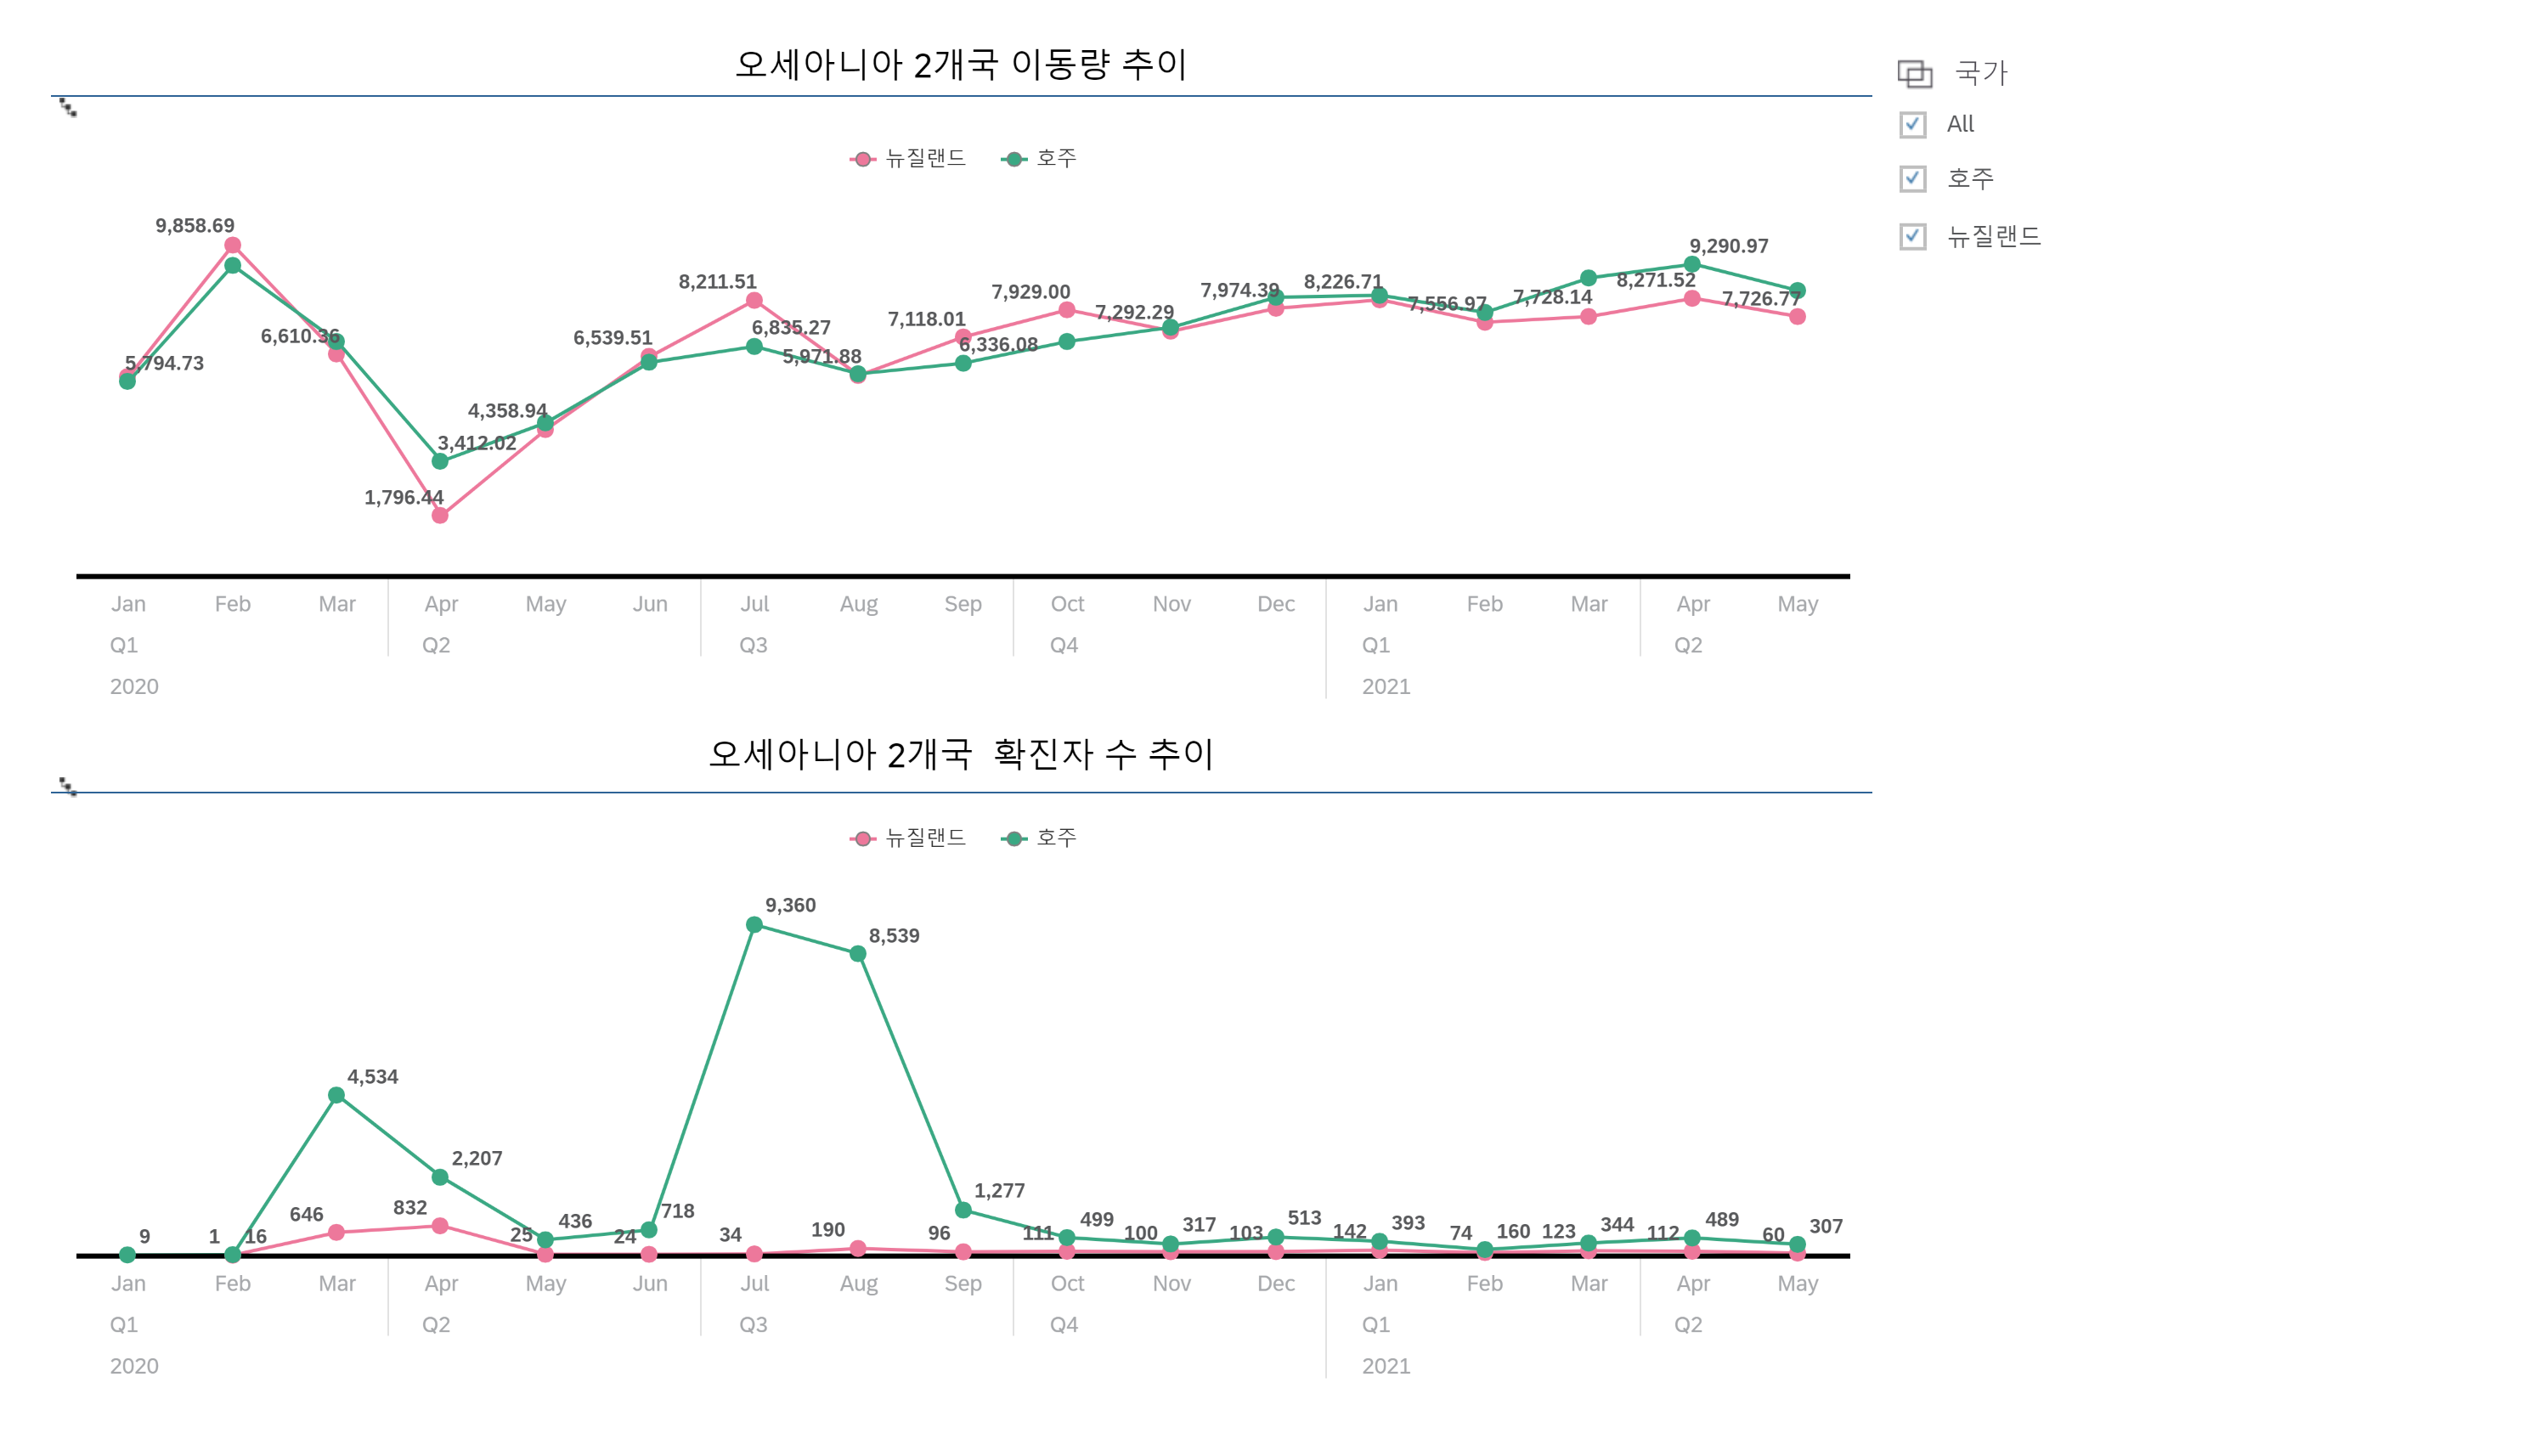 오세아니아 2개국 이동량 추이
국가
All
호주
뉴질랜드
뉴질랜드 호주
9,858.69
5,794.73
6,610.36
1,796.44
3,412.02
4,358.94
6,539.51
8,211.51
6,835.27
5,971.88
7,118.01
6,336.08
7,929.00
7,292.29
7,974.39
8,226.71
7,556.97
7,728.14
8,271.52
9,290.97
7,726.77
Jan Feb Mar Apr May Jun Jul Aug Sep Oct Nov Dec Jan Feb Mar Apr May
Q1 Q2 Q3 Q4 Q1 Q2
2020 2021
오세아니아 2개국 확진자 수 추이
뉴질랜드 호주
9,360
8,539
4,534
2,207
1,277
9 1 16 646 832 25 436 24 718 34 190 96 111 499 100 317 103 513 142 393 74 160 123 344 112 489 60 307
Jan Feb Mar Apr May Jun Jul Aug Sep Oct Nov Dec Jan Feb Mar Apr May
Q1 Q2 Q3 Q4 Q1 Q2
2020 2021